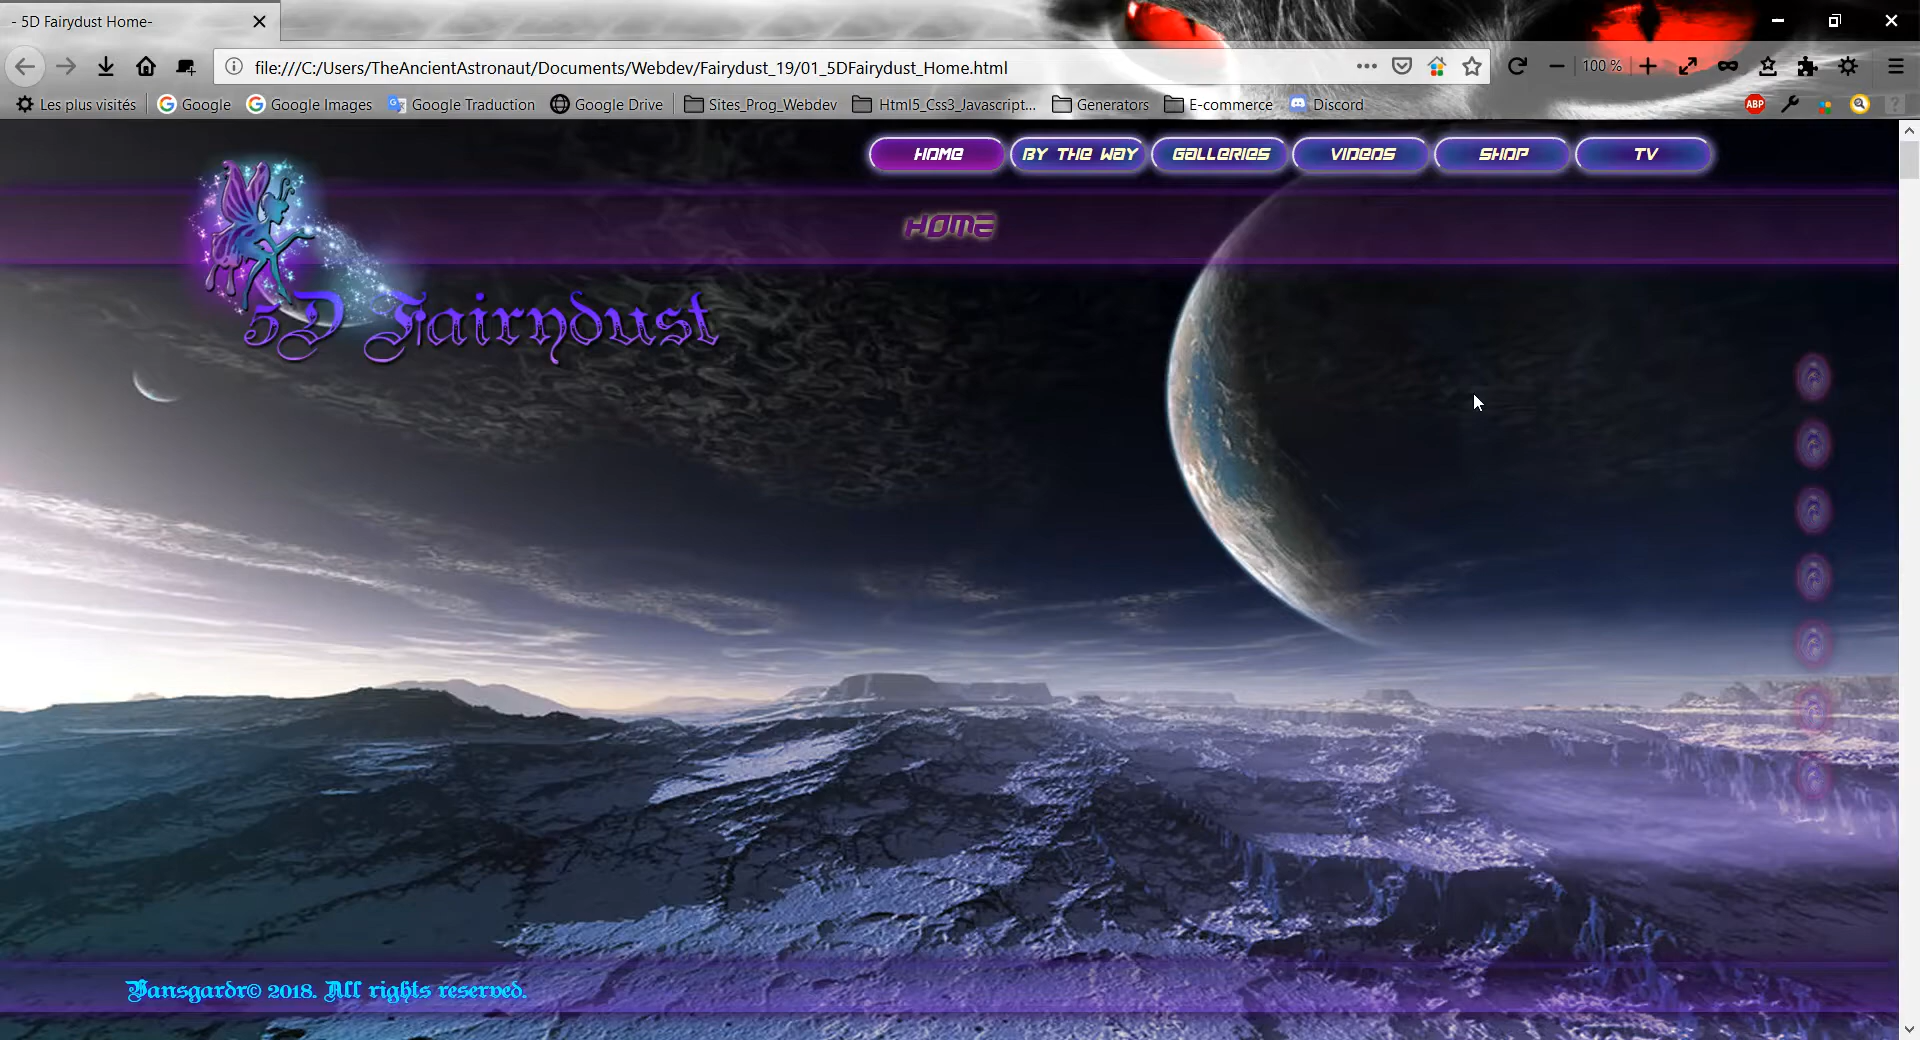 - 5D Fairydust Home-
file:///C:/Users/TheAncientAstronaut/Documents/Webdev/Fairydust_19/01_5DFairydust_Home.html
100 %
Les plus visités
Google
Google Images
Google Traduction
Google Drive
Sites_Prog_Webdev
Html5_Css3_Javascript...
Generators
E-commerce
Discord
ABP
HOME
BY THE WAY
GALLERIES
VIDEOS
SHOP
TV
HOME
5D Fairydust
Vansgardr© 2018. All rights reserved.